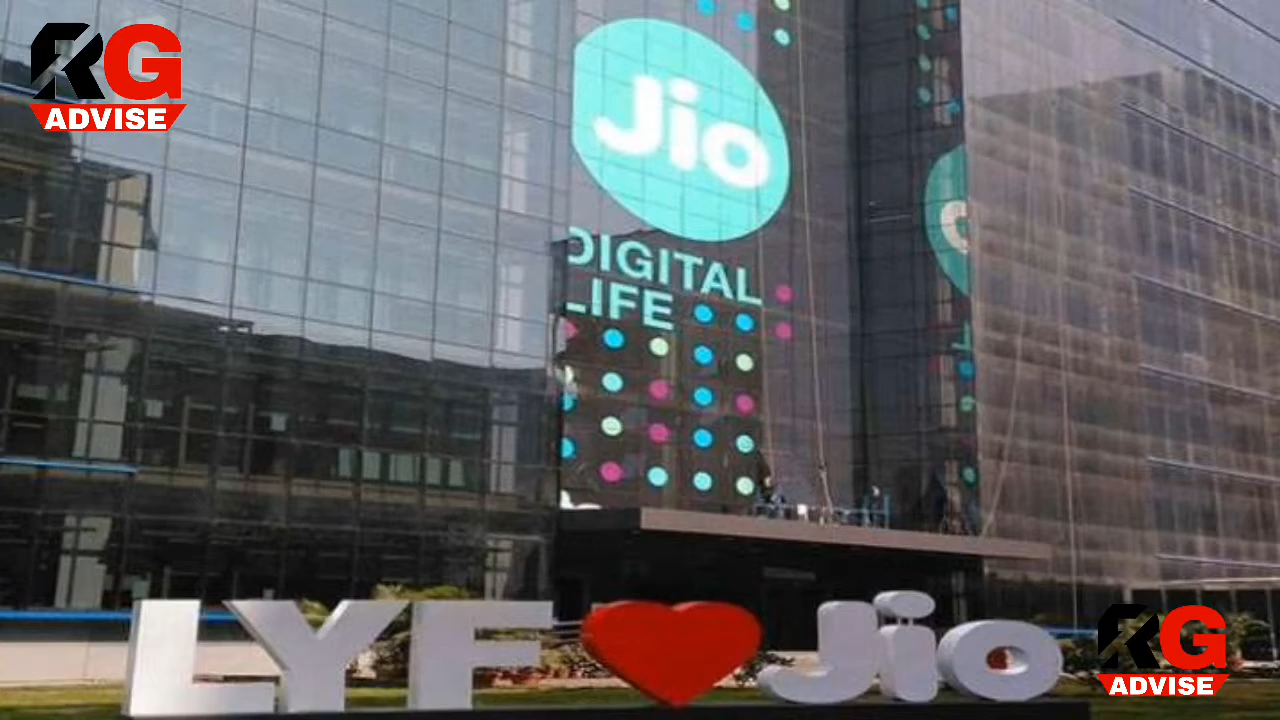 RG
ADVISE
Jio
DIGITAL
LIFE
LYF Jio
RG
ADVISE